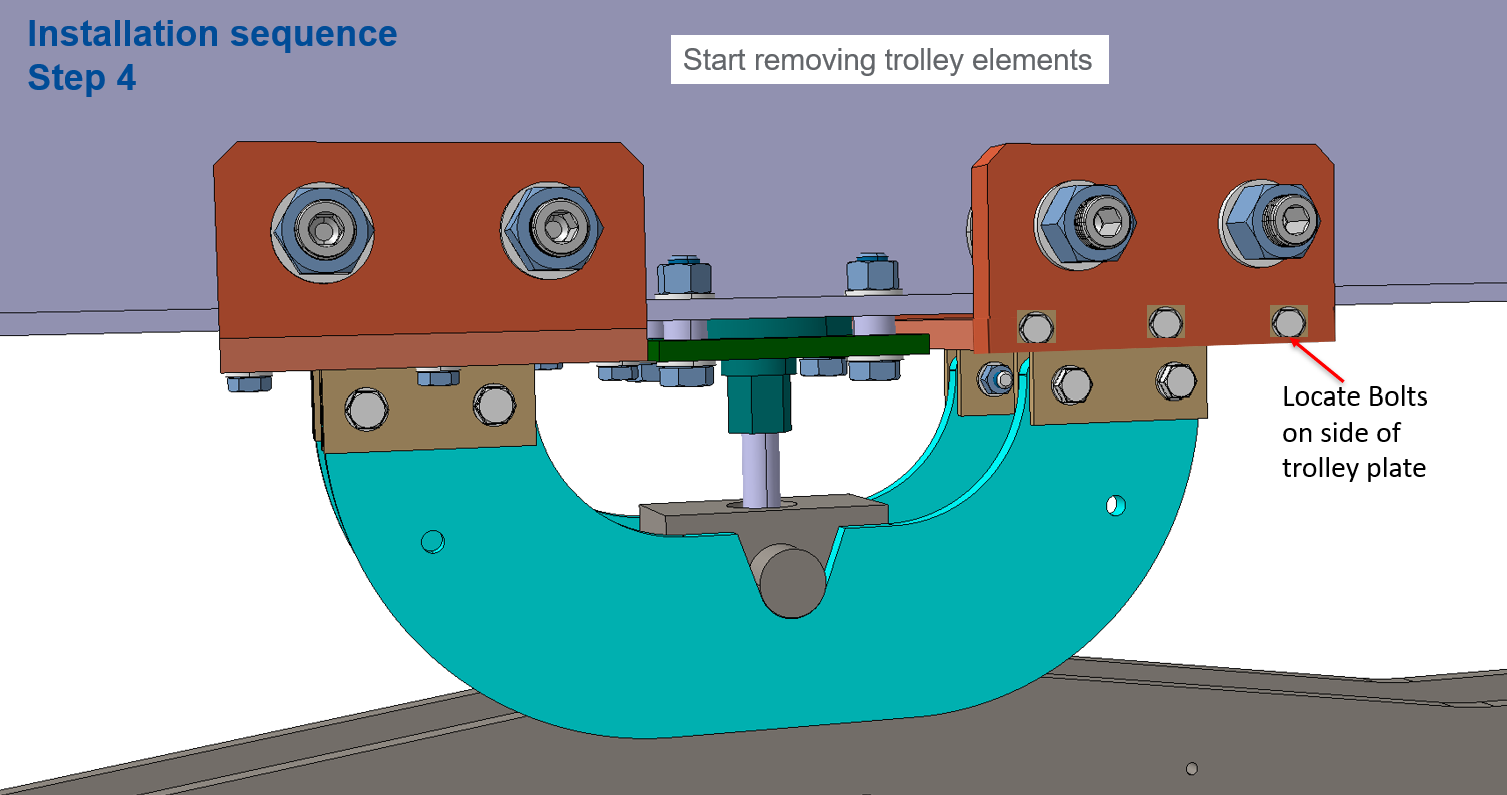 Installation sequence
Step 4
Start removing trolley elements
Locate Bolts
on side of
trolley plate